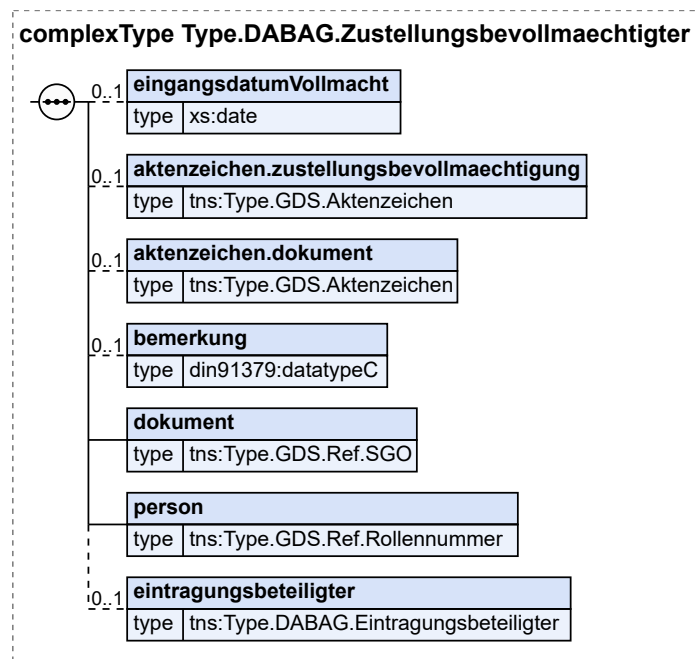 complexType Type.DABAG.Zustellungsbevollmaechtigter
0..1 eingangsdatumVollmacht
type xs:date
0..1 aktenzeichen.zustellungsbevollmaechtigung
type tns:Type.GDS.Aktenzeichen
0..1 aktenzeichen.dokument
type tns:Type.GDS.Aktenzeichen
0..1 bemerkung
type din91379:datatypeC
dokument
type tns:Type.GDS.Ref.SGO
person
type tns:Type.GDS.Ref.Rollennummer
0..1 eintragungsbeteiligter
type tns:Type.DABAG.Eintragungsbeteiligter